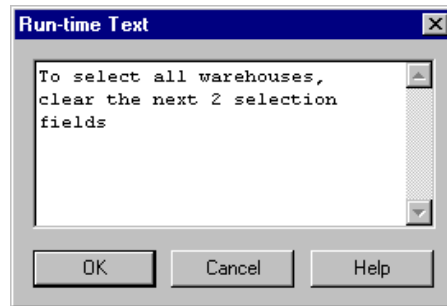 Run-time Text
To select all warehouses,
clear the next 2 selection
fields
OK
Cancel
Help